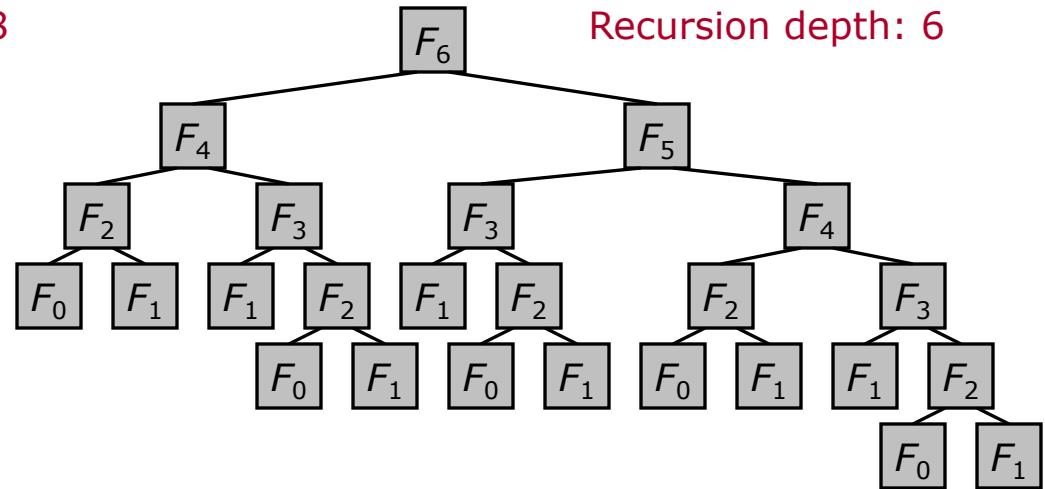 3 Recursion depth: 6
F₆
F₄ F₅
F₂ F₃ F₃ F₄
F₀ F₁ F₁ F₂ F₁ F₂ F₂ F₃
F₀ F₁ F₀ F₁ F₀ F₁ F₁ F₂
F₀ F₁